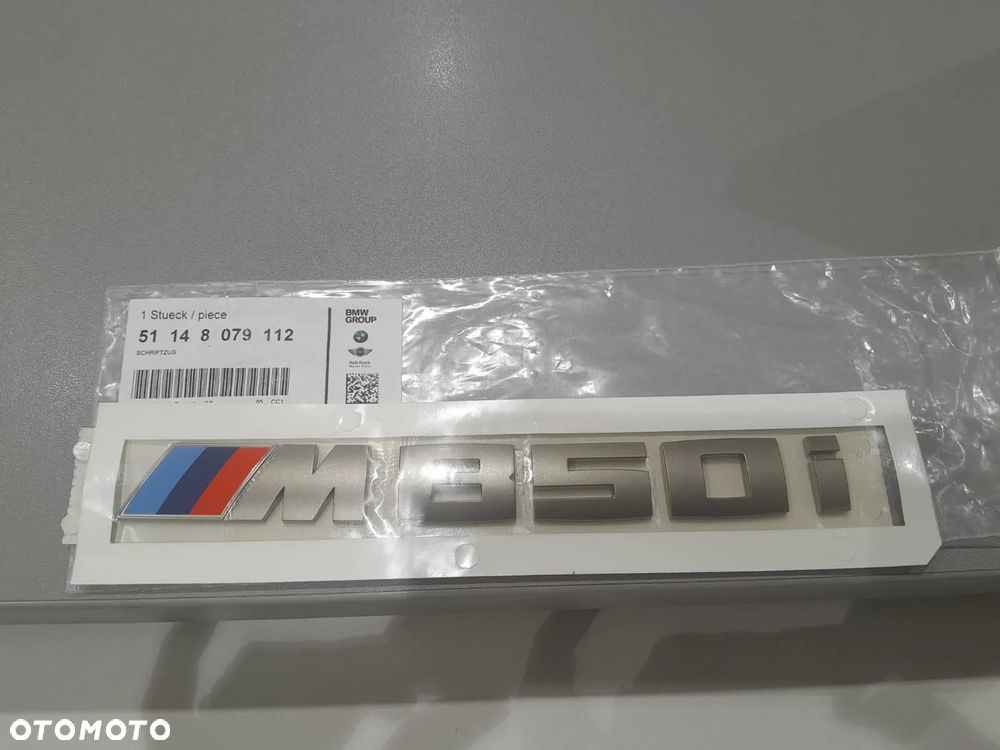 1 Stueck / piece
51 14 8 079 112
SCHRIFTZUG
BMW
GROUP
M850i
OTOMOTO